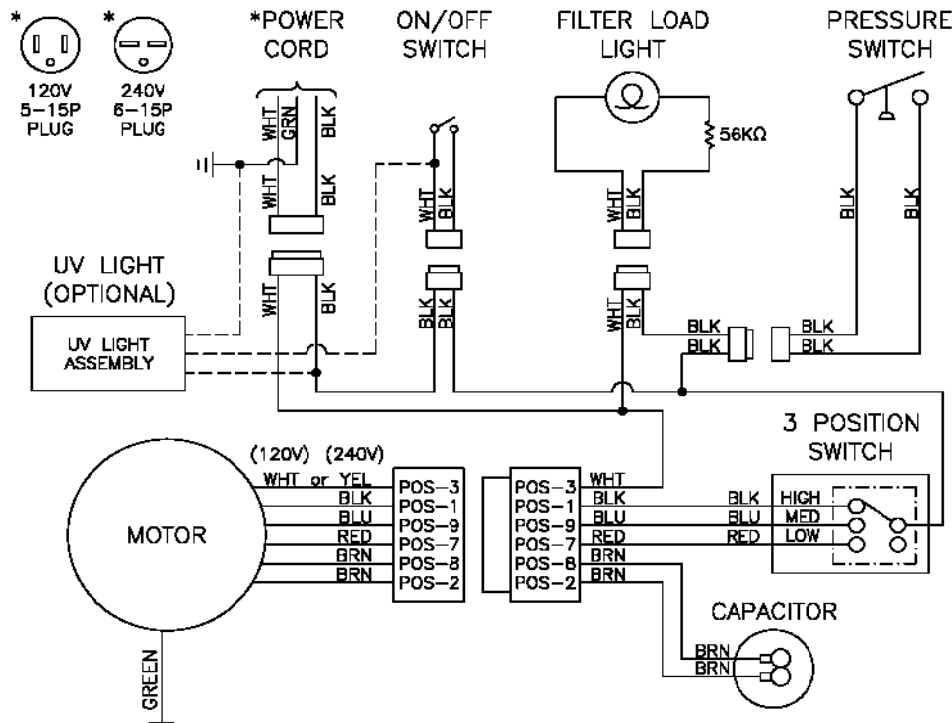 *
*
120V
5-15P
PLUG
240V
6-15P
PLUG
*POWER
CORD
ON/OFF
SWITCH
FILTER LOAD
LIGHT
PRESSURE
SWITCH
WHT
GRN
BLK
WHT
BLK
WHT
BLK
56KΩ
WHT
BLK
BLK
BLK
UV LIGHT
(OPTIONAL)
UV LIGHT
ASSEMBLY
WHT
BLK
BLK
BLK
WHT
BLK
BLK
BLK
BLK
BLK
3 POSITION
SWITCH
(120V) (240V)
WHT or YEL
BLK
BLU
RED
BRN
BRN
POS-3
POS-1
POS-9
POS-7
POS-8
POS-2
POS-3
POS-1
POS-9
POS-7
POS-8
POS-2
WHT
BLK
BLU
RED
BRN
BRN
BLK HIGH
BLU MED
RED LOW
MOTOR
CAPACITOR
BRN
BRN
GREEN